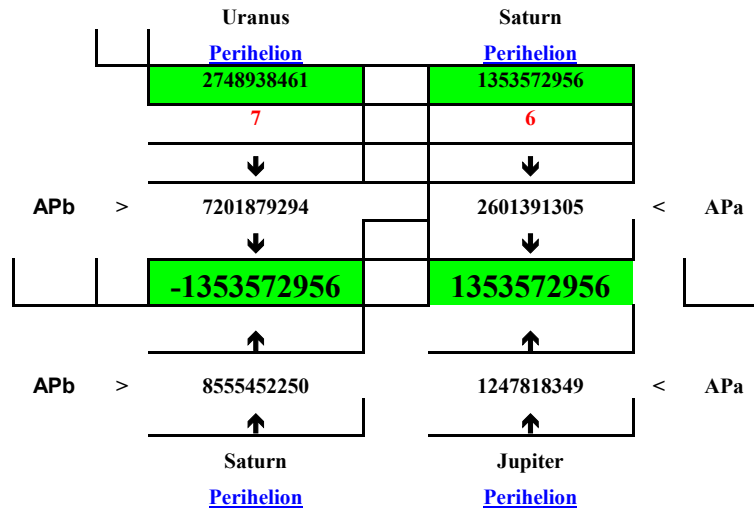 Uranus Saturn
Perihelion Perihelion
2748938461 1353572956
7 6
APb > 7201879294 2601391305 < APa
-1353572956 1353572956
APb > 8555452250 1247818349 < APa
Saturn Jupiter
Perihelion Perihelion